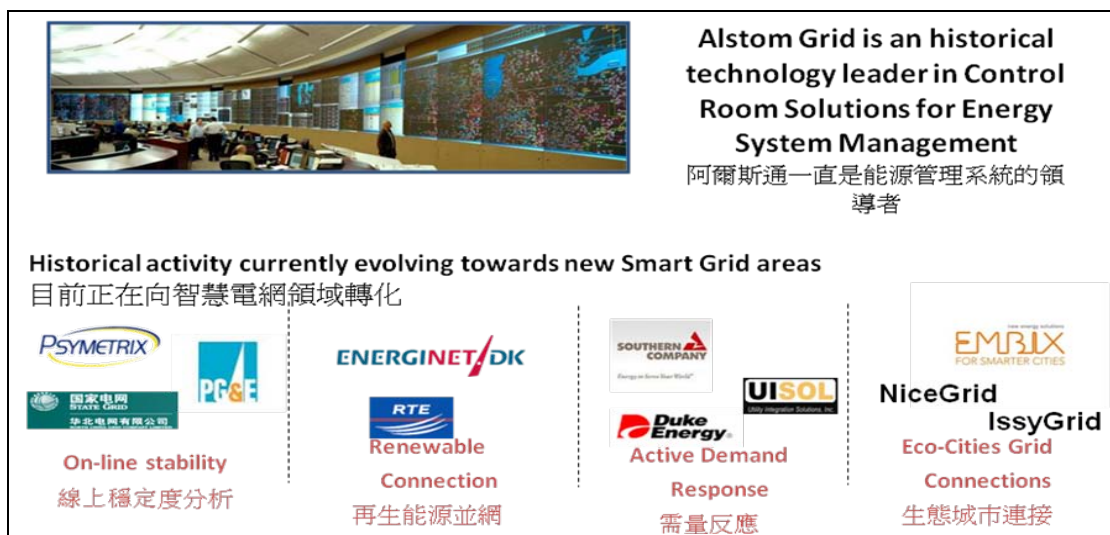 Alstom Grid is an historical
technology leader in Control
Room Solutions for Energy
System Management
阿爾斯通一直是能源管理系統的領
導者
Historical activity currently evolving towards new Smart Grid areas
目前正在向智慧電網領域轉化
PSYMETRIX
PG&E
国家电网
STATE GRID
华北电网有限公司
On-line stability
線上穩定度分析
ENERGINET/DK
RTE
Renewable
Connection
再生能源並網
SOUTHERN
COMPANY
Energy to Serve Your World
UISOL
Utility Integration Solutions, Inc.
Duke
Energy®
Active Demand
Response
需量反應
new energy solutions
EMBIX
FOR SMARTER CITIES
NiceGrid
IssyGrid
Eco-Cities Grid
Connections
生態城市連接